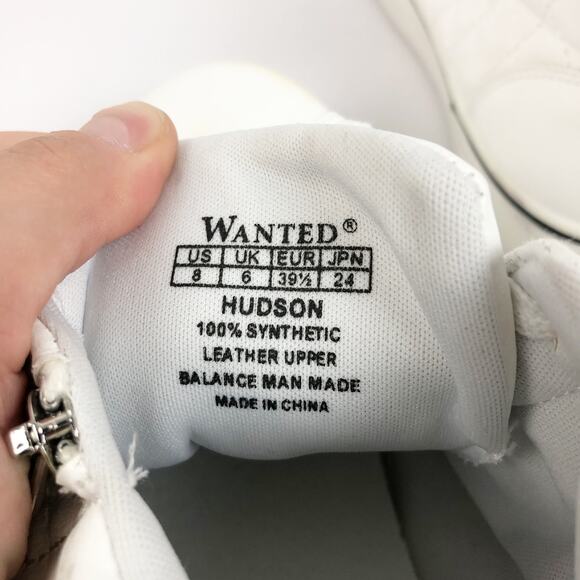 WANTED®
US UK EUR JPN
8 6 39½ 24
HUDSON
100% SYNTHETIC
LEATHER UPPER
BALANCE MAN MADE
MADE IN CHINA